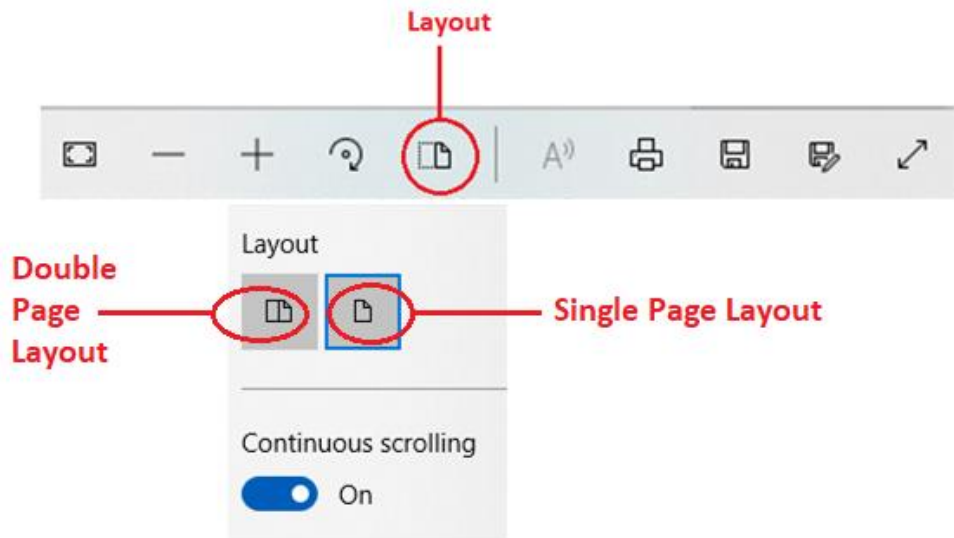 Layout
A
Layout
Double
Page
Layout
Single Page Layout
Continuous scrolling
On